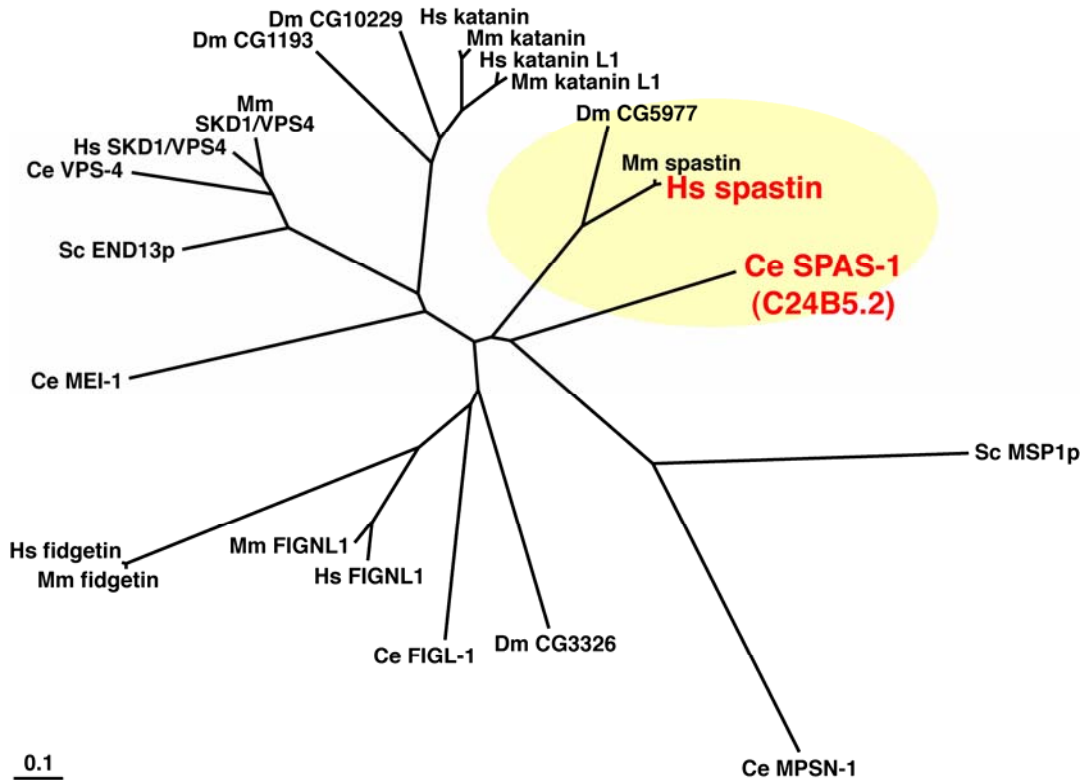 Hs katanin
Dm CG10229
Mm katanin
Dm CG1193
Hs katanin L1
Mm katanin L1
Mm
SKD1/VPS4
Dm CG5977
Hs SKD1/VPS4
Ce VPS-4
Mm spastin
Hs spastin
Sc END13p
Ce SPAS-1
(C24B5.2)
Ce MEI-1
Sc MSP1p
Hs fidgetin
Mm FIGNL1
Mm fidgetin
Hs FIGNL1
Dm CG3326
Ce FIGL-1
0.1
Ce MPSN-1